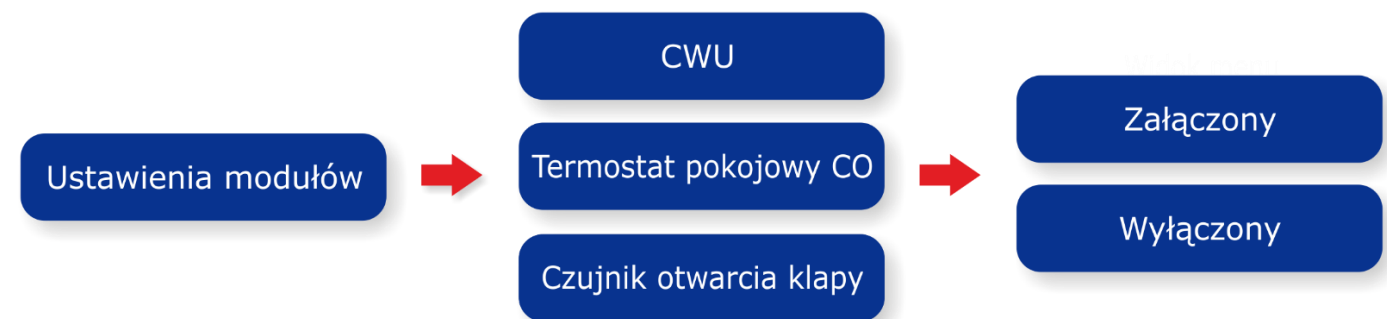 Ustawienia modułów
CWU
Termostat pokojowy CO
Czujnik otwarcia klapy
Załączony
Wyłączony